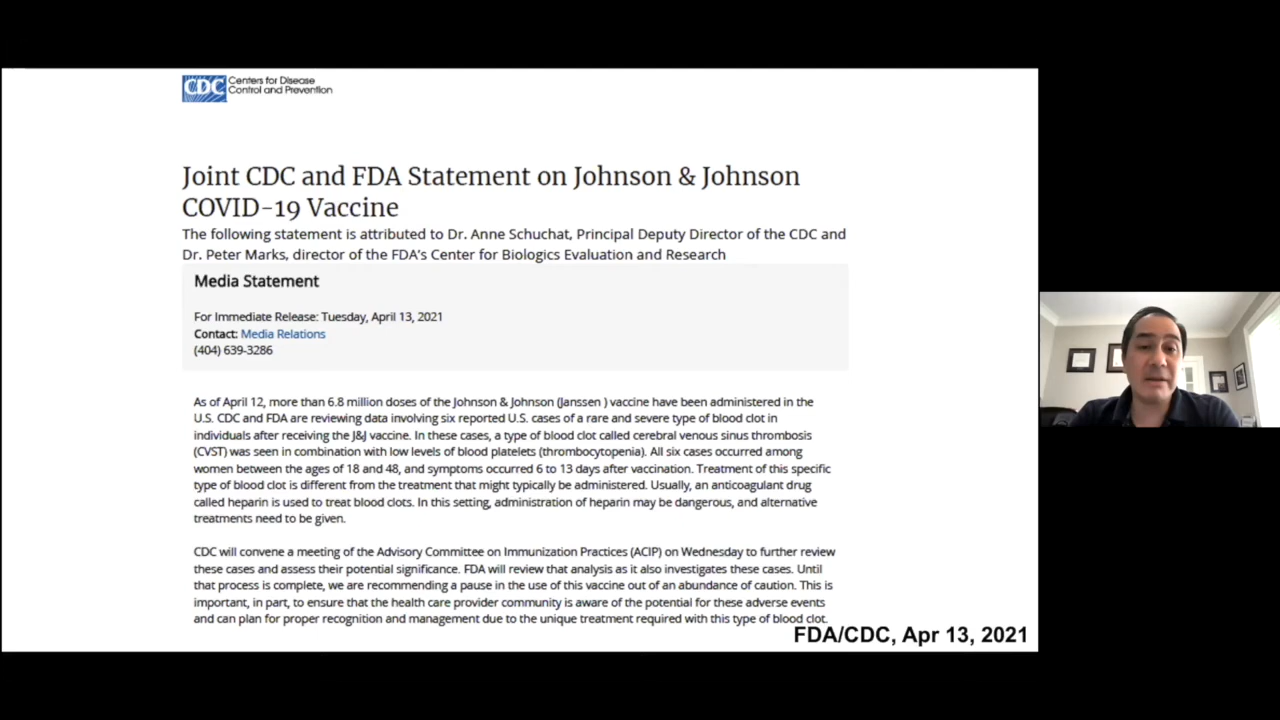 CDC
Centers for Disease
Control and Prevention
Joint CDC and FDA Statement on Johnson & Johnson
COVID-19 Vaccine
The following statement is attributed to Dr. Anne Schuchat, Principal Deputy Director of the CDC and
Dr. Peter Marks, director of the FDA's Center for Biologics Evaluation and Research
Media Statement
For Immediate Release: Tuesday, April 13, 2021
Contact: Media Relations
(404) 639-3286
As of April 12, more than 6.8 million doses of the Johnson & Johnson (Janssen ) vaccine have been administered in the
U.S. CDC and FDA are reviewing data involving six reported U.S. cases of a rare and severe type of blood clot in
individuals after receiving the J&J vaccine. In these cases, a type of blood clot called cerebral venous sinus thrombosis
(CVST) was seen in combination with low levels of blood platelets (thrombocytopenia). All six cases occurred among
women between the ages of 18 and 48, and symptoms occurred 6 to 13 days after vaccination. Treatment of this specific
type of blood clot is different from the treatment that might typically be administered. Usually, an anticoagulant drug
called heparin is used to treat blood clots. In this setting, administration of heparin may be dangerous, and alternative
treatments need to be given.
CDC will convene a meeting of the Advisory Committee on Immunization Practices (ACIP) on Wednesday to further review
these cases and assess their potential significance. FDA will review that analysis as it also investigates these cases. Until
that process is complete, we are recommending a pause in the use of this vaccine out of an abundance of caution. This is
important, in part, to ensure that the health care provider community is aware of the potential for these adverse events
and can plan for proper recognition and management due to the unique treatment required with this type of blood clot.
FDA/CDC, Apr 13, 2021